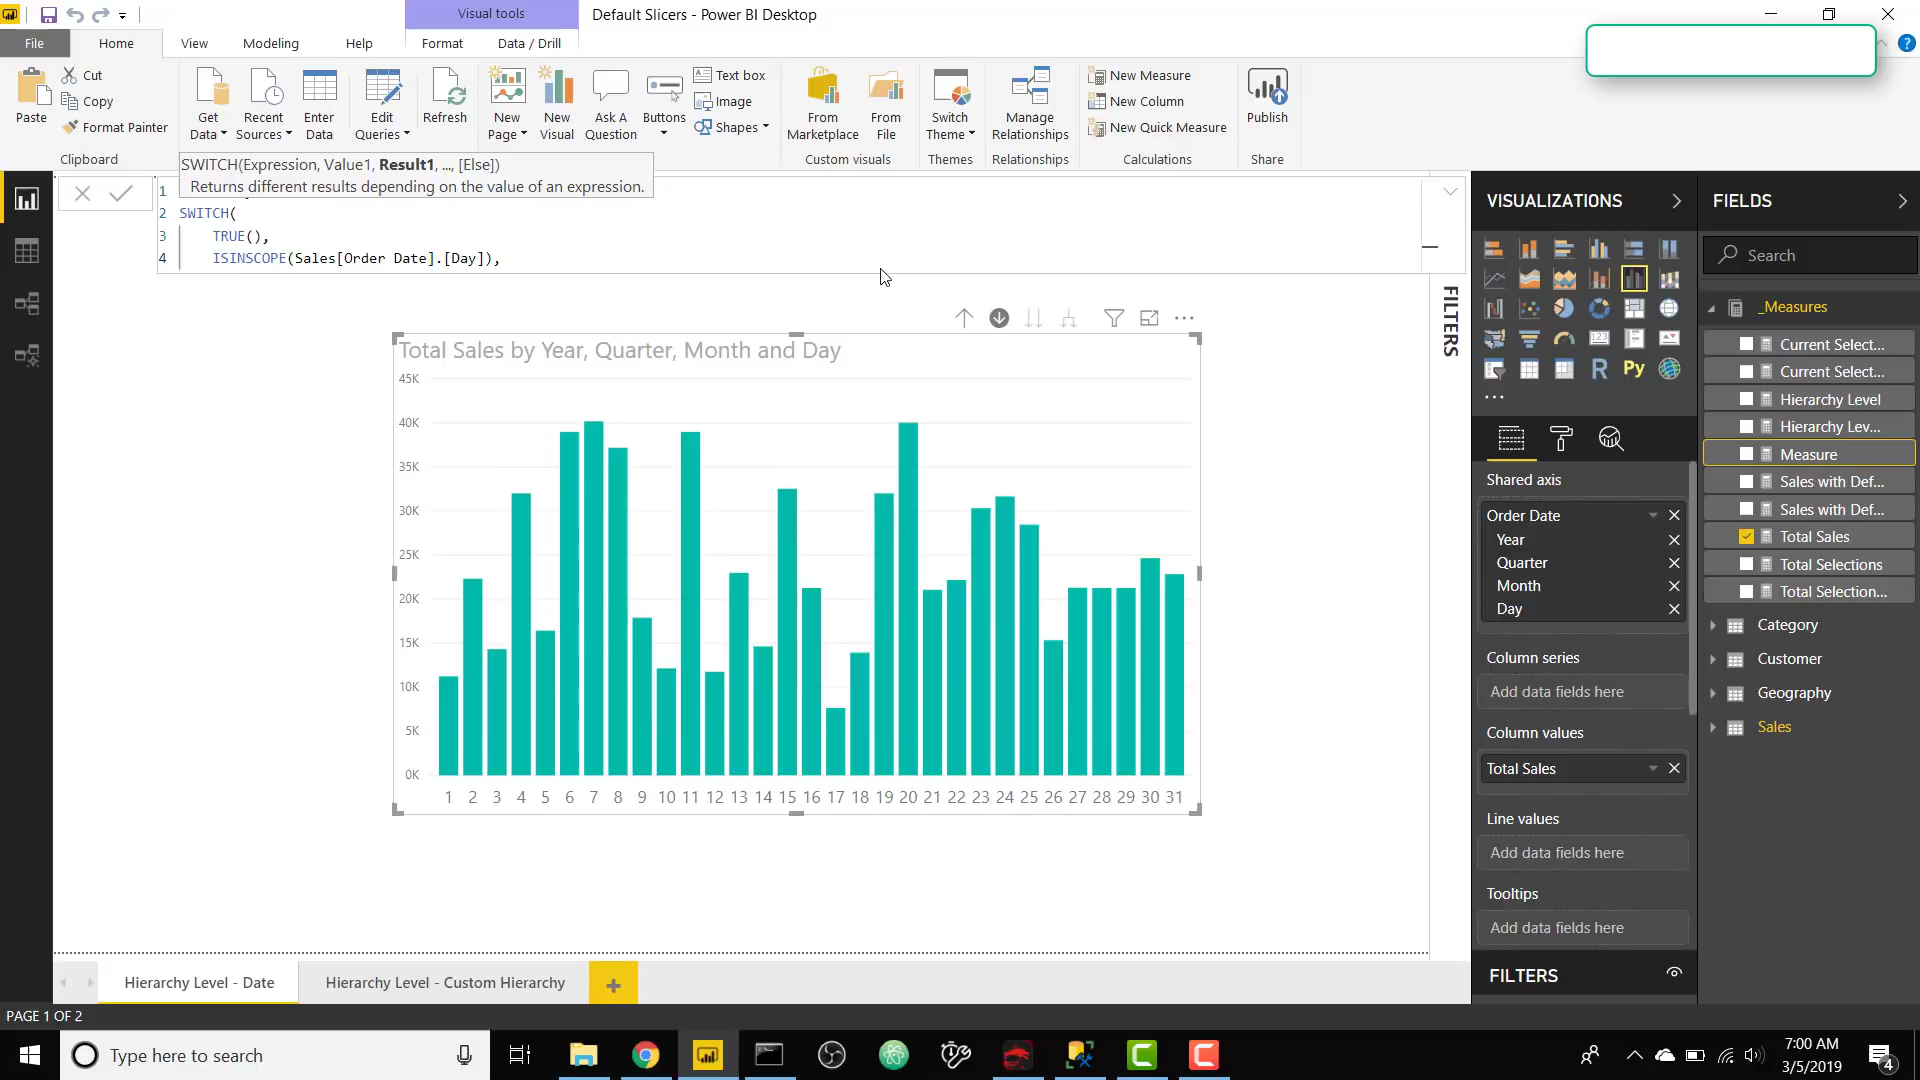 Visual tools
Default Slicers - Power BI Desktop
File
Home
View
Modeling
Help
Format
Data / Drill
Paste
Cut
Copy
Format Painter
Clipboard
Get Data
Recent Sources
Enter Data
Edit Queries
Refresh
New Page
New Visual
Ask A Question
Buttons
Text box
Image
Shapes
From Marketplace
From File
Custom visuals
Switch Theme
Themes
Manage Relationships
Relationships
New Measure
New Column
New Quick Measure
Calculations
Publish
Share
SWITCH(Expression, Value1, Result1, ..., [Else])
Returns different results depending on the value of an expression.
1
2 SWITCH(
3 TRUE(),
4 ISINSCOPE(Sales[Order Date].[Day]),
Total Sales by Year, Quarter, Month and Day
45K
40K
35K
30K
25K
20K
15K
10K
5K
0K
1 2 3 4 5 6 7 8 9 10 11 12 13 14 15 16 17 18 19 20 21 22 23 24 25 26 27 28 29 30 31
FILTERS
VISUALIZATIONS
R
Py
Shared axis
Order Date
Year
Quarter
Month
Day
Column series
Add data fields here
Column values
Total Sales
Line values
Add data fields here
Tooltips
Add data fields here
FILTERS
FIELDS
Search
_Measures
Current Select...
Current Select...
Hierarchy Level
Hierarchy Lev...
Measure
Sales with Def...
Sales with Def...
Total Sales
Total Selections
Total Selection...
Category
Customer
Geography
Sales
Hierarchy Level - Date
Hierarchy Level - Custom Hierarchy
PAGE 1 OF 2
Type here to search
7:00 AM
3/5/2019
4